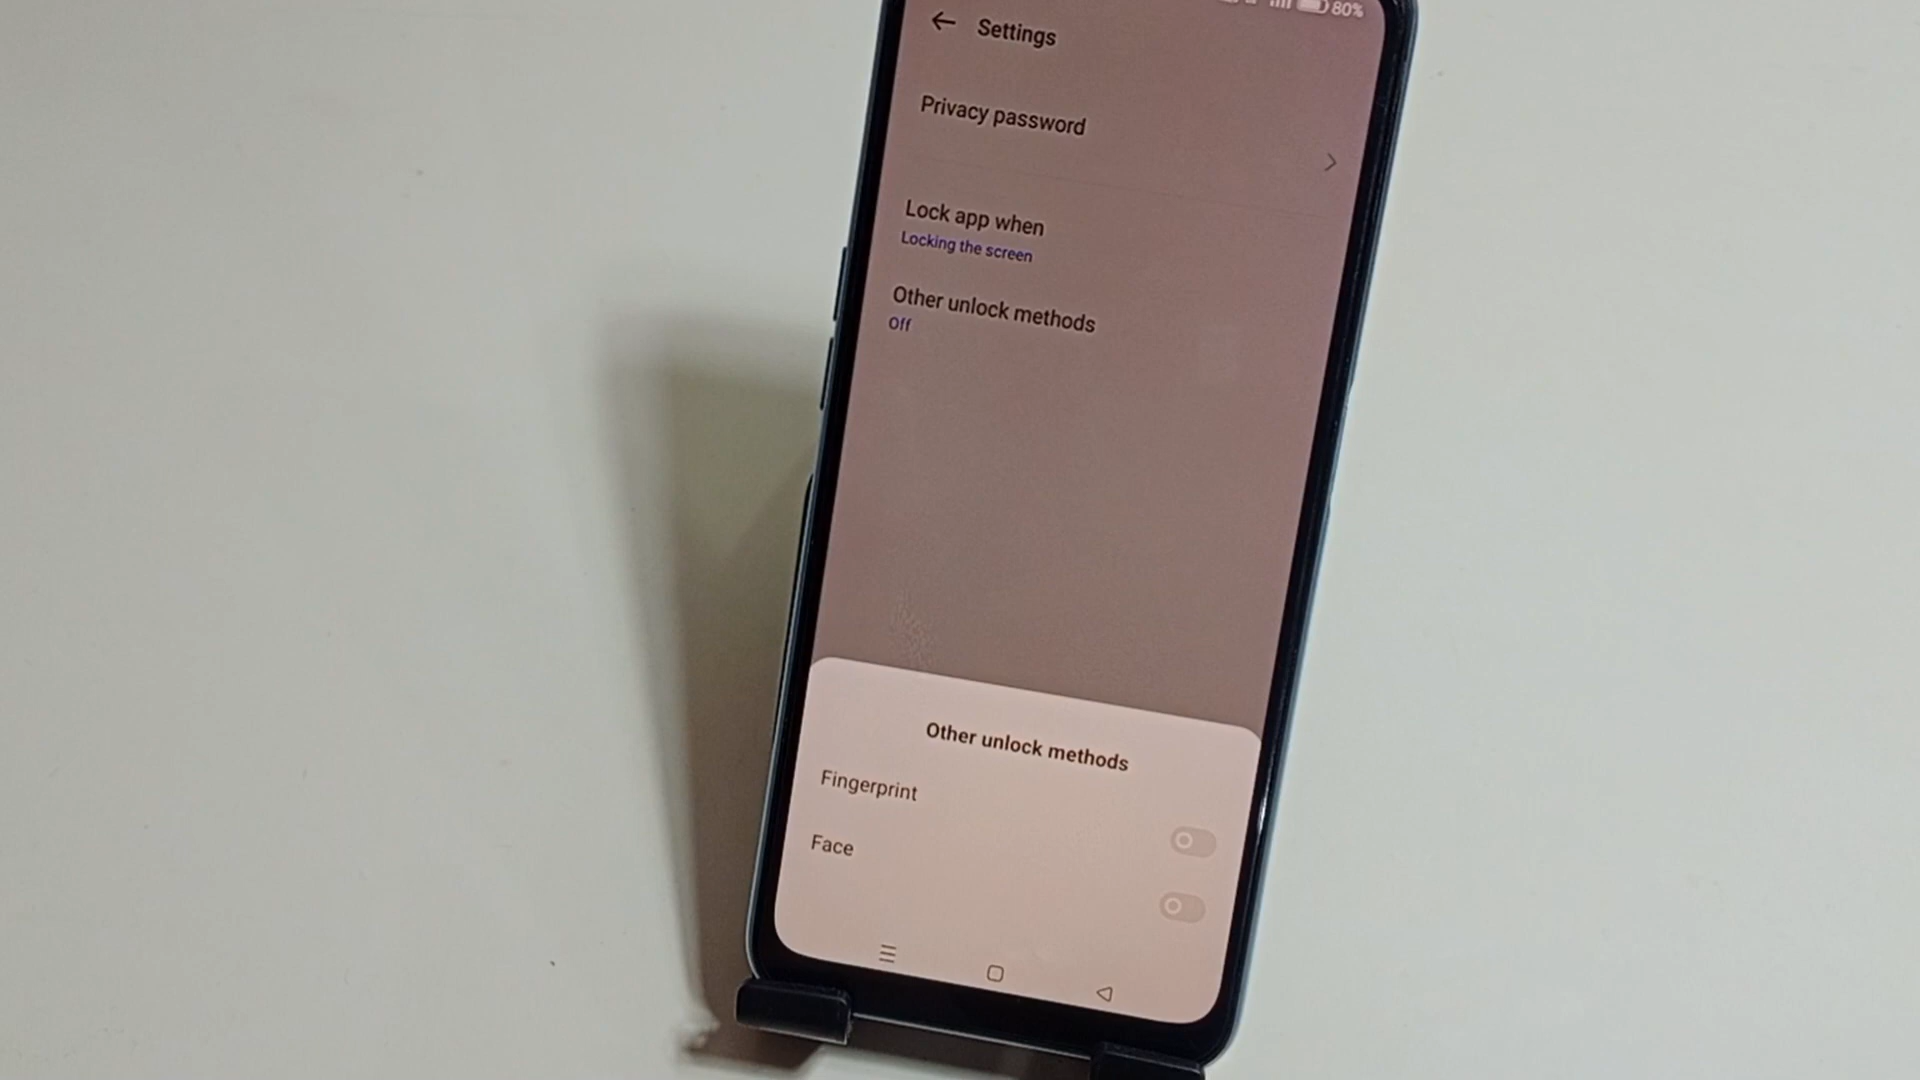 80%
Settings
Privacy password
Lock app when
Locking the screen
Other unlock methods
Off
Other unlock methods
Fingerprint
Face